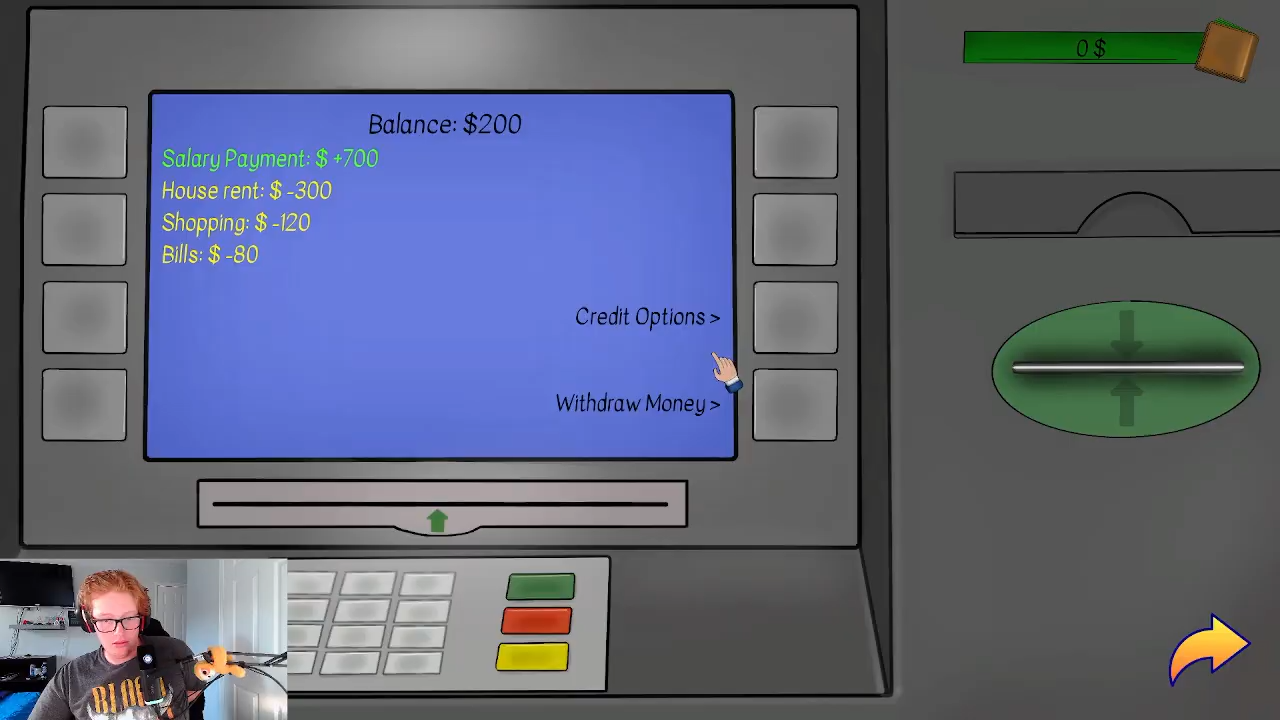 0 $
Balance: $200
Salary Payment: $ +700
House rent: $ -300
Shopping: $ -120
Bills: $ -80
Credit Options >
Withdraw Money >